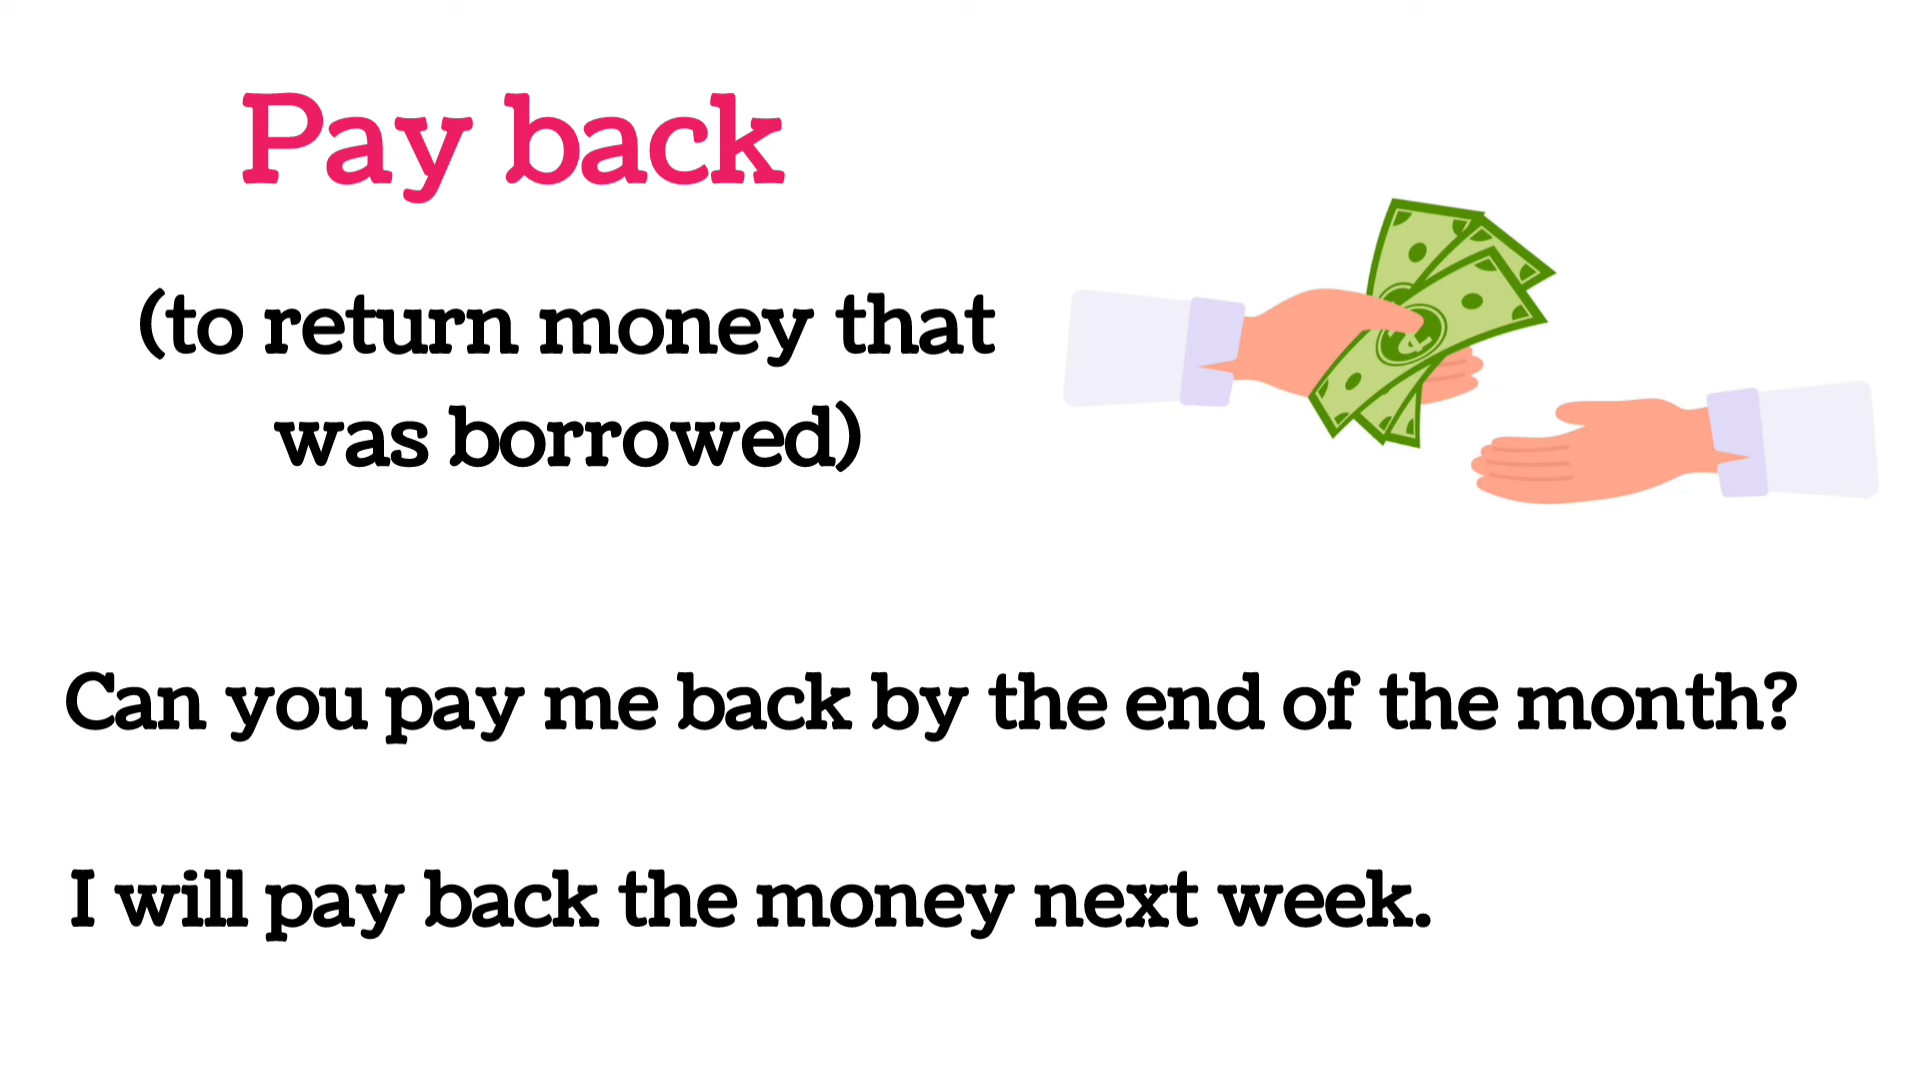 Pay back
(to return money that
was borrowed)
Can you pay me back by the end of the month?
I will pay back the money next week.